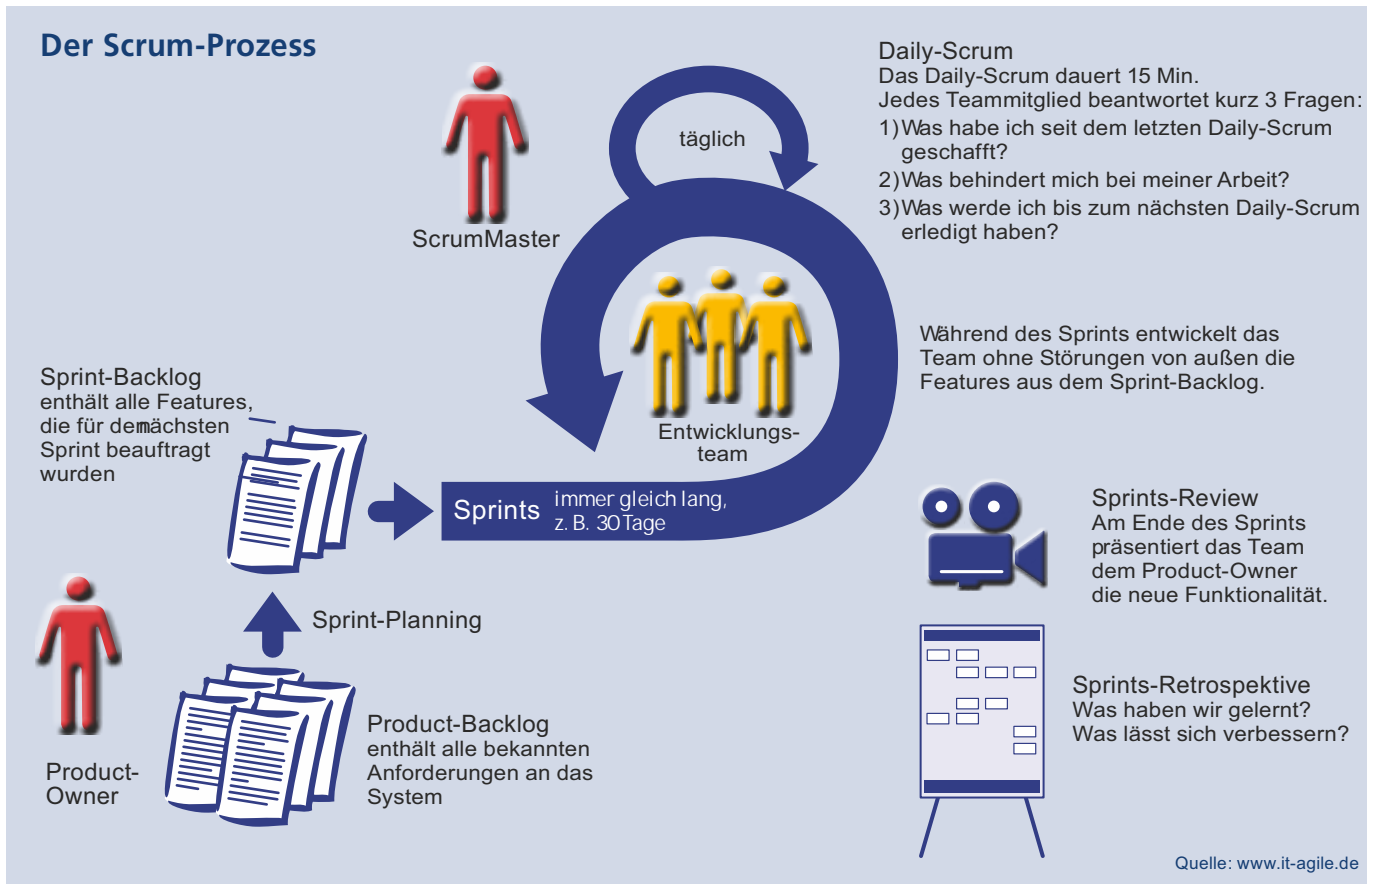 Der Scrum-Prozess
ScrumMaster
täglich
Daily-Scrum
Das Daily-Scrum dauert 15 Min.
Jedes Teammitglied beantwortet kurz 3 Fragen:
1) Was habe ich seit dem letzten Daily-Scrum
geschafft?
2) Was behindert mich bei meiner Arbeit?
3) Was werde ich bis zum nächsten Daily-Scrum
erledigt haben?
Während des Sprints entwickelt das
Team ohne Störungen von außen die
Features aus dem Sprint-Backlog.
Entwicklungs-
team
Sprint-Backlog
enthält alle Features,
die für demächsten
Sprint beauftragt
wurden
Sprints immer gleich lang,
z. B. 30 Tage
Sprints-Review
Am Ende des Sprints
präsentiert das Team
dem Product-Owner
die neue Funktionalität.
Sprint-Planning
Product-
Owner
Product-Backlog
enthält alle bekannten
Anforderungen an das
System
Sprints-Retrospektive
Was haben wir gelernt?
Was lässt sich verbessern?
Quelle: www.it-agile.de